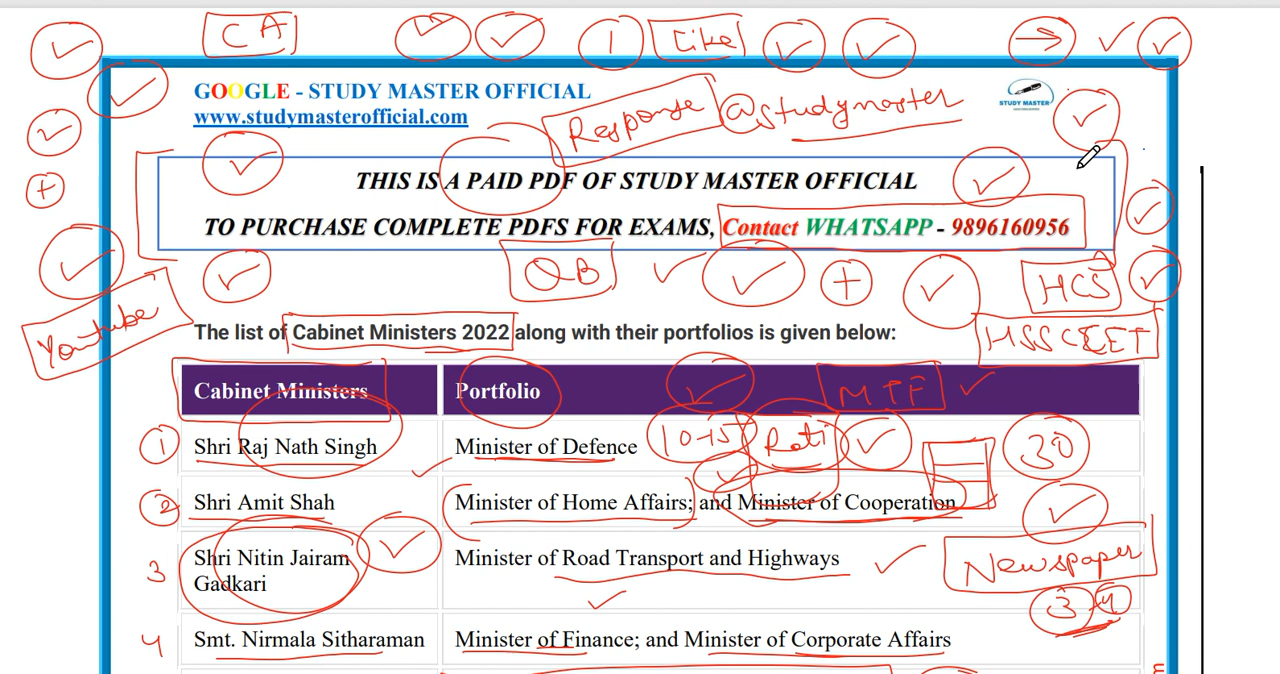 CA
1 Like
GOOGLE - STUDY MASTER OFFICIAL
www.studymasterofficial.com
Response @studymaster
STUDY MASTER
THIS IS A PAID PDF OF STUDY MASTER OFFICIAL
TO PURCHASE COMPLETE PDFS FOR EXAMS, Contact WHATSAPP - 9896160956
QB
+
HCS
Youtube
The list of Cabinet Ministers 2022 along with their portfolios is given below:
HSSC CET
Cabinet Ministers Portfolio
1 Shri Raj Nath Singh Minister of Defence
10-15
30
2 Shri Amit Shah Minister of Home Affairs; and Minister of Cooperation
3 Shri Nitin Jairam Gadkari Minister of Road Transport and Highways
Newspaper
3-4
4 Smt. Nirmala Sitharaman Minister of Finance; and Minister of Corporate Affairs